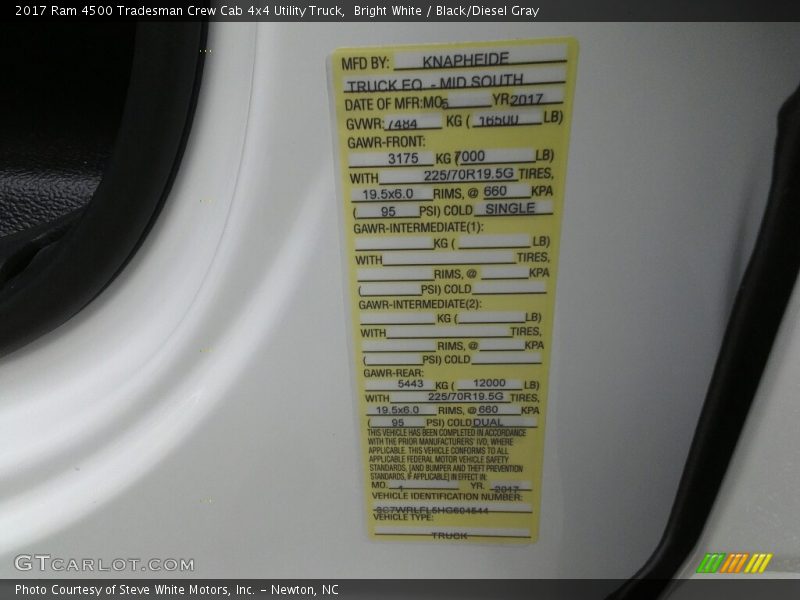 2017 Ram 4500 Tradesman Crew Cab 4x4 Utility Truck, Bright White / Black/Diesel Gray
MFD BY: KNAPHEIDE
TRUCK EQ. - MID SOUTH
DATE OF MFR:MO5 YR2017
GVWR: 7484 KG ( 16500 LB)
GAWR-FRONT:
3175 KG (7000 LB)
WITH 225/70R19.5G TIRES,
19.5x6.0 RIMS, @ 660 KPA
( 95 PSI) COLD SINGLE
GAWR-INTERMEDIATE(1):
KG ( LB)
WITH TIRES,
RIMS, @ KPA
( PSI) COLD
GAWR-INTERMEDIATE(2):
KG ( LB)
WITH TIRES,
RIMS, @ KPA
( PSI) COLD
GAWR-REAR:
5443 KG ( 12000 LB)
WITH 225/70R19.5G TIRES,
19.5x6.0 RIMS, @ 660 KPA
( 95 PSI) COLD DUAL
THIS VEHICLE HAS BEEN COMPLETED IN ACCORDANCE
WITH THE PRIOR MANUFACTURERS' IVD, WHERE
APPLICABLE. THIS VEHICLE CONFORMS TO ALL
APPLICABLE FEDERAL MOTOR VEHICLE SAFETY
STANDARDS, [AND BUMPER AND THEFT PREVENTION
STANDARDS, IF APPLICABLE] IN EFFECT IN:
MO. 1 YR. 2017
VEHICLE IDENTIFICATION NUMBER:
3C7WRLFL5HG604544
VEHICLE TYPE:
TRUCK
GTCARLOT.COM
Photo Courtesy of Steve White Motors, Inc. – Newton, NC